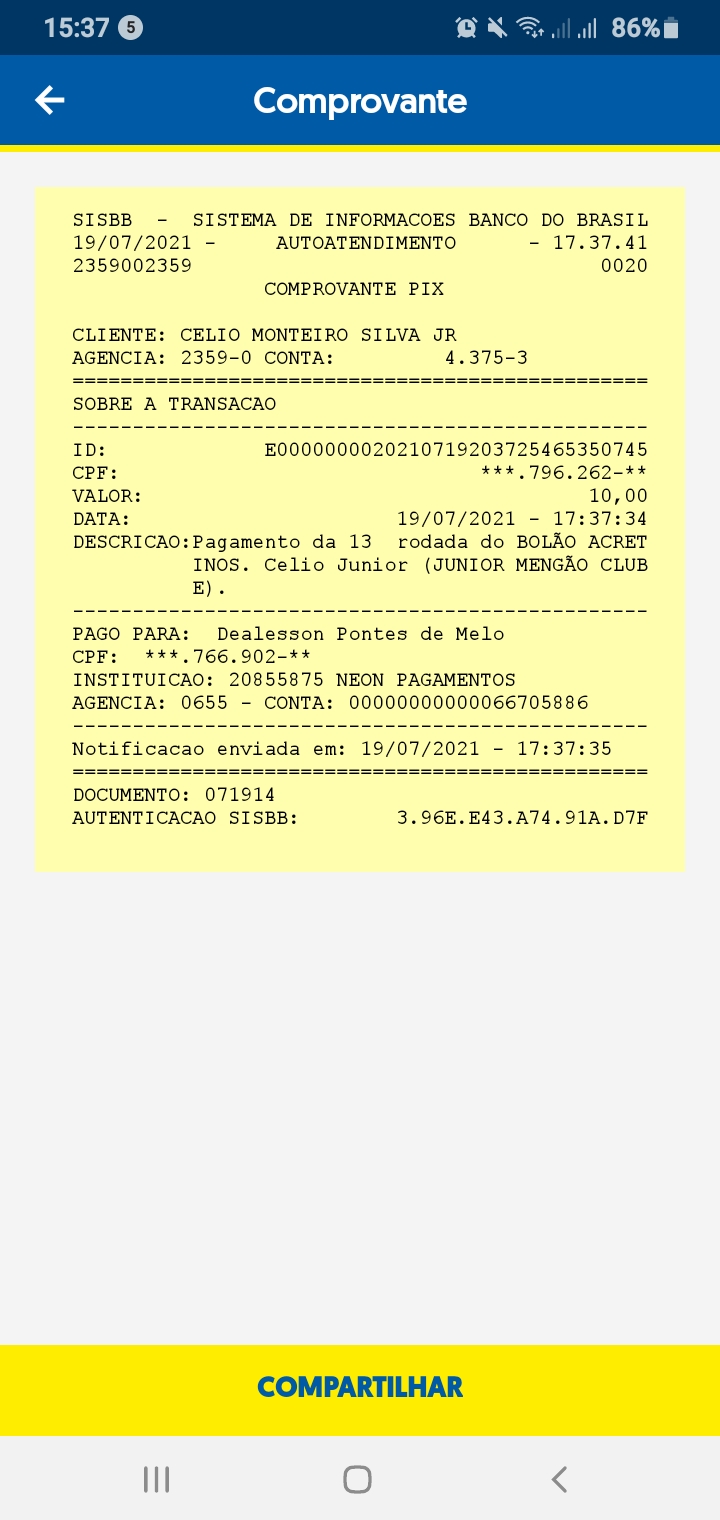 15:37 5 86%
Comprovante
SISBB - SISTEMA DE INFORMACOES BANCO DO BRASIL
19/07/2021 - AUTOATENDIMENTO - 17.37.41
2359002359 0020
COMPROVANTE PIX
CLIENTE: CELIO MONTEIRO SILVA JR
AGENCIA: 2359-0 CONTA: 4.375-3
================================================
SOBRE A TRANSACAO
------------------------------------------------
ID: E0000000020210719203725465350745
CPF: ***.796.262-**
VALOR: 10,00
DATA: 19/07/2021 - 17:37:34
DESCRICAO:Pagamento da 13 rodada do BOLÃO ACRET
INOS. Celio Junior (JUNIOR MENGÃO CLUB
E).
------------------------------------------------
PAGO PARA: Dealesson Pontes de Melo
CPF: ***.766.902-**
INSTITUICAO: 20855875 NEON PAGAMENTOS
AGENCIA: 0655 - CONTA: 00000000000066705886
------------------------------------------------
Notificacao enviada em: 19/07/2021 - 17:37:35
================================================
DOCUMENTO: 071914
AUTENTICACAO SISBB: 3.96E.E43.A74.91A.D7F
COMPARTILHAR